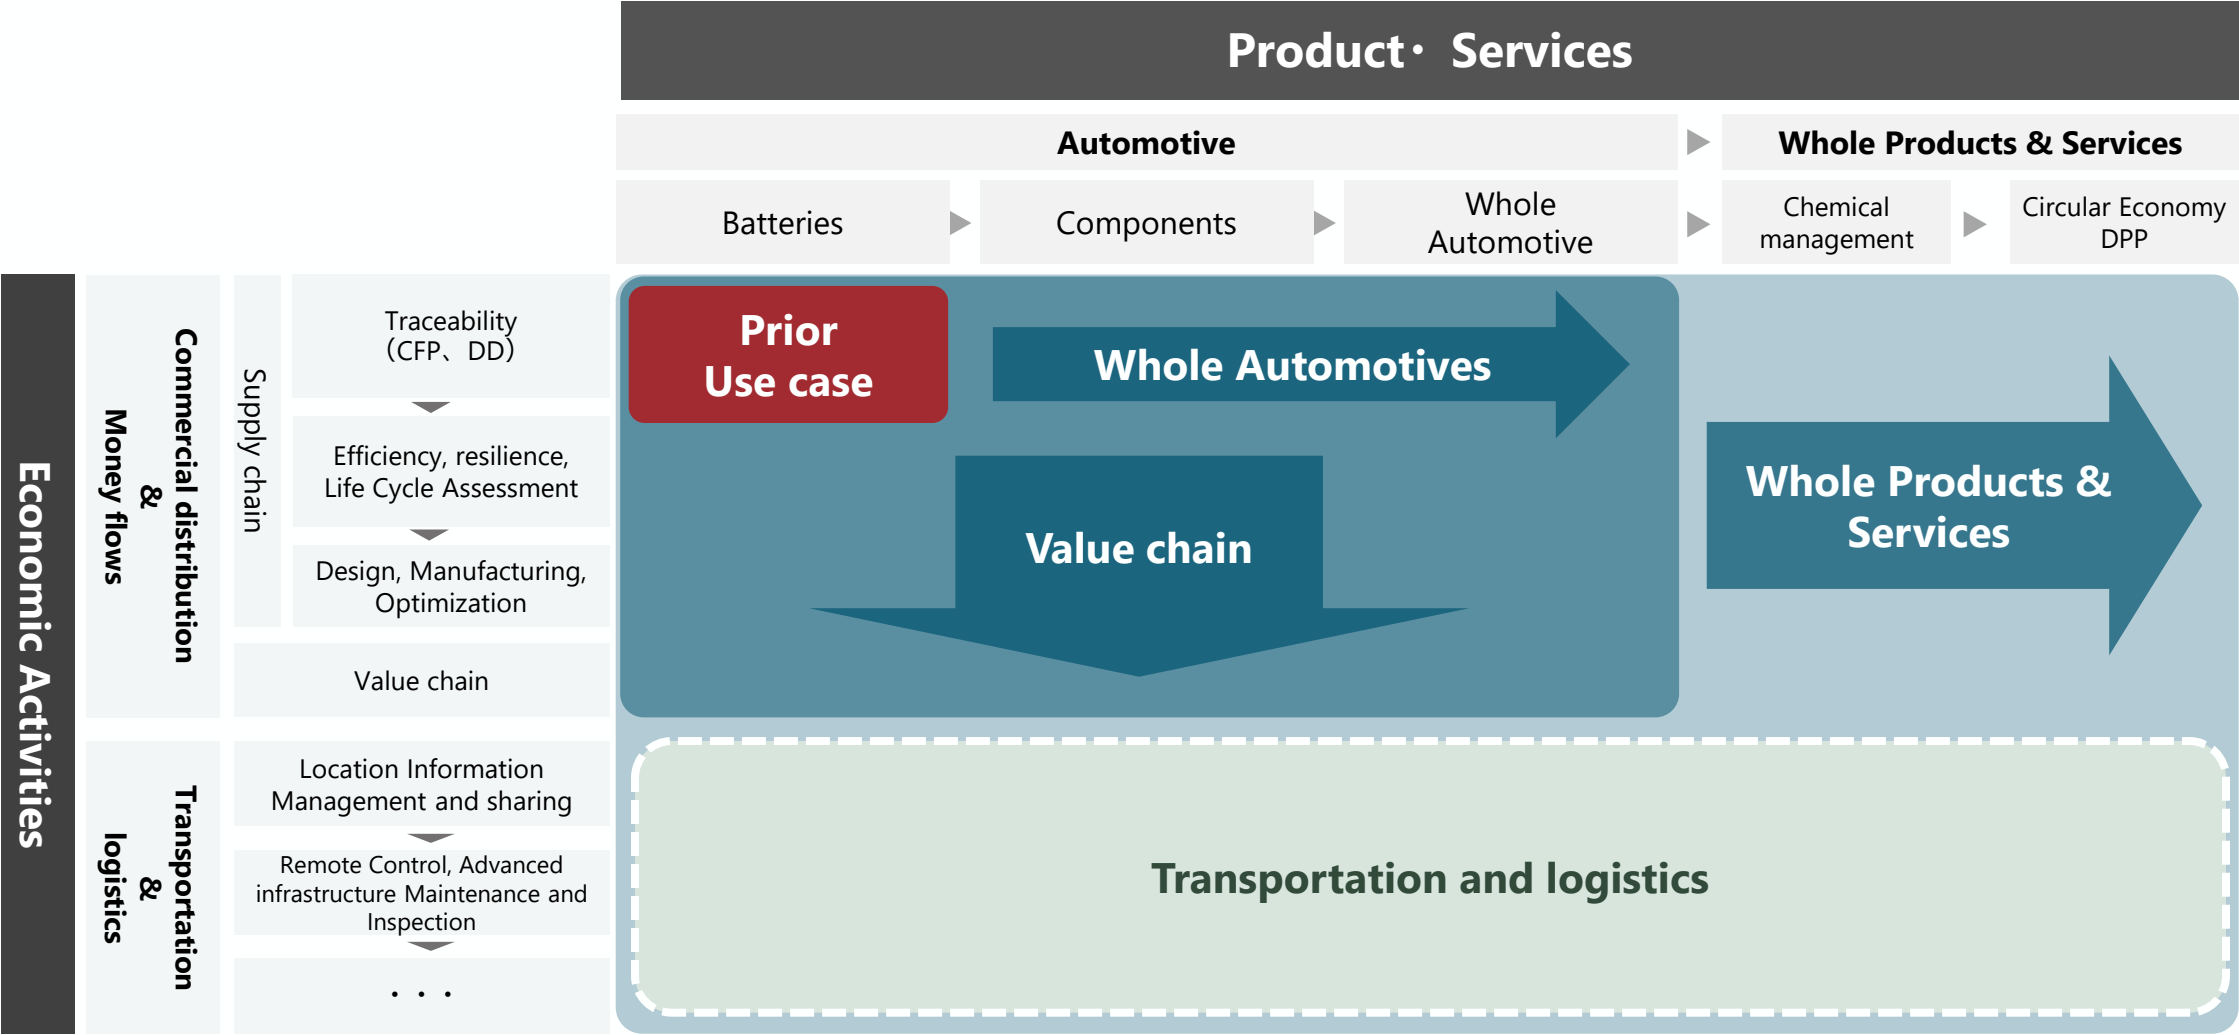 Product・ Services
Automotive
Whole Products & Services
Batteries
Components
Whole
Automotive
Chemical
management
Circular Economy
DPP
Economic Activities
Commercial distribution
&
Money flows
Supply chain
Traceability
（CFP、DD）
Efficiency, resilience,
Life Cycle Assessment
Design, Manufacturing,
Optimization
Value chain
Prior
Use case
Whole Automotives
Value chain
Whole Products &
Services
Transportation
&
logistics
Location Information
Management and sharing
Remote Control, Advanced
infrastructure Maintenance and
Inspection
・・・
Transportation and logistics